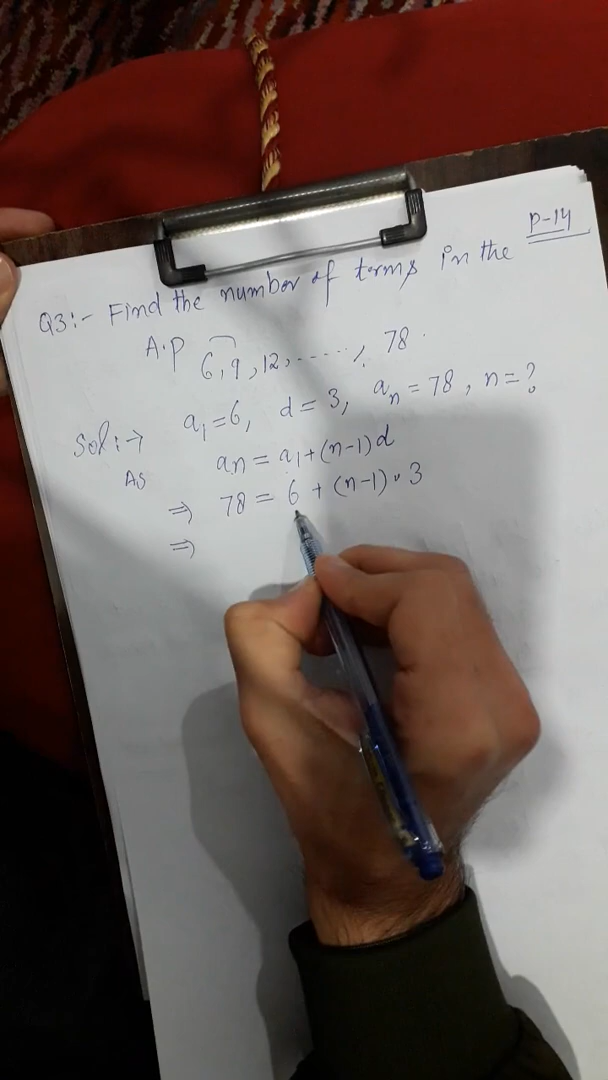 P-14
Q3:- Find the number of terms in the
A.P 6, 9, 12, ......, 78.
Sol:→ a₁=6, d=3, aₙ=78, n=?
As an = a₁+(n-1)d
⇒ 78 = 6 + (n-1)·3
⇒